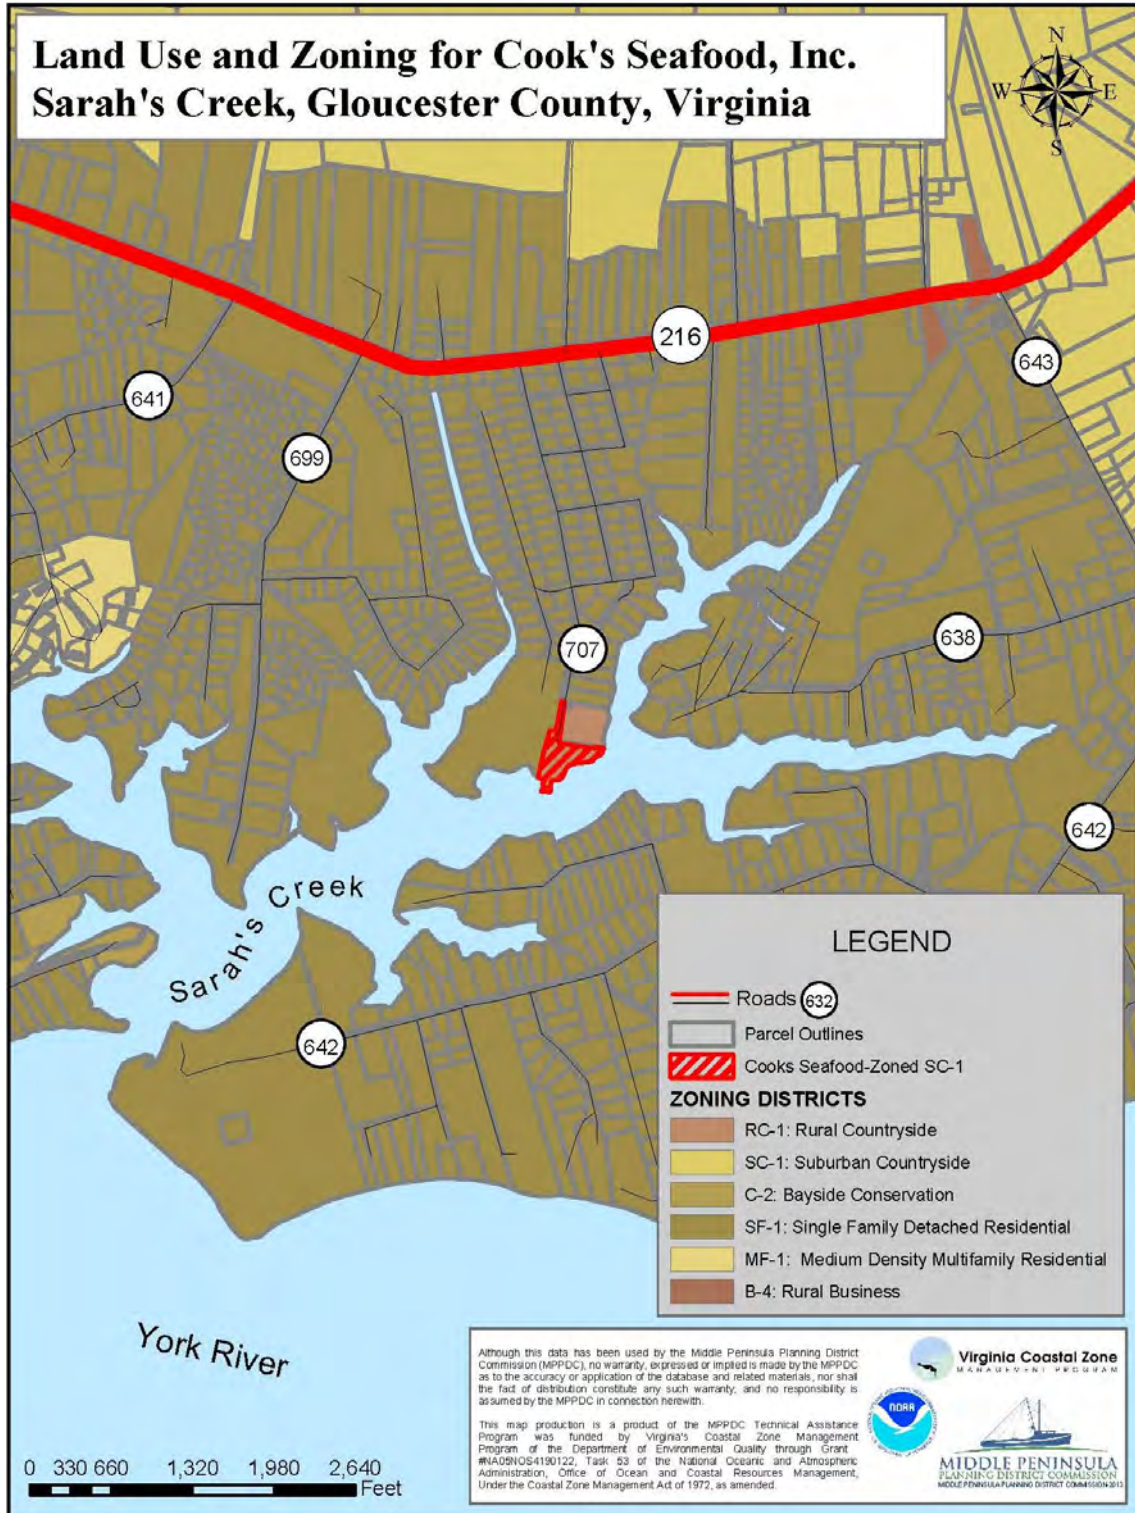 Land Use and Zoning for Cook's Seafood, Inc.
Sarah's Creek, Gloucester County, Virginia
N
W E
S
216
643
641
699
707
638
642
Sarah's Creek
642
LEGEND
Roads 632
Parcel Outlines
Cooks Seafood-Zoned SC-1
ZONING DISTRICTS
RC-1: Rural Countryside
SC-1: Suburban Countryside
C-2: Bayside Conservation
SF-1: Single Family Detached Residential
MF-1: Medium Density Multifamily Residential
B-4: Rural Business
York River
Although this data has been used by the Middle Peninsula Planning District
Commission (MPPDC), no warranty, expressed or implied is made by the MPPDC
as to the accuracy or application of the database and related materials, nor shall
the fact of distribution constitute any such warranty, and no responsibility is
assumed by the MPPDC in connection herewith.
This map production is a product of the MPPDC Technical Assistance
Program was funded by Virginia's Coastal Zone Management
Program of the Department of Environmental Quality through Grant
#NA05NOS4190122, Task 53 of the National Oceanic and Atmospheric
Administration, Office of Ocean and Coastal Resources Management,
Under the Coastal Zone Management Act of 1972, as amended.
Virginia Coastal Zone
MANAGEMENT PROGRAM
NOAA
MIDDLE PENINSULA
PLANNING DISTRICT COMMISSION
MIDDLE PENINSULA PLANNING DISTRICT COMMISSION-2013
0 330 660 1,320 1,980 2,640
Feet